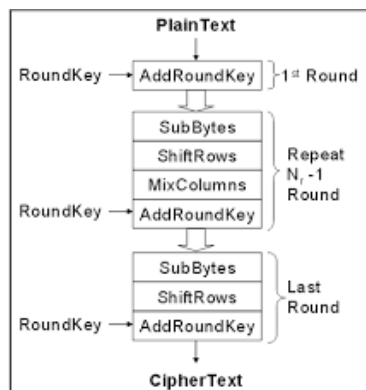 PlainText
RoundKey AddRoundKey 1st Round
SubBytes
ShiftRows
MixColumns
RoundKey AddRoundKey
Repeat
Nr -1
Round
SubBytes
ShiftRows
RoundKey AddRoundKey
Last
Round
CipherText